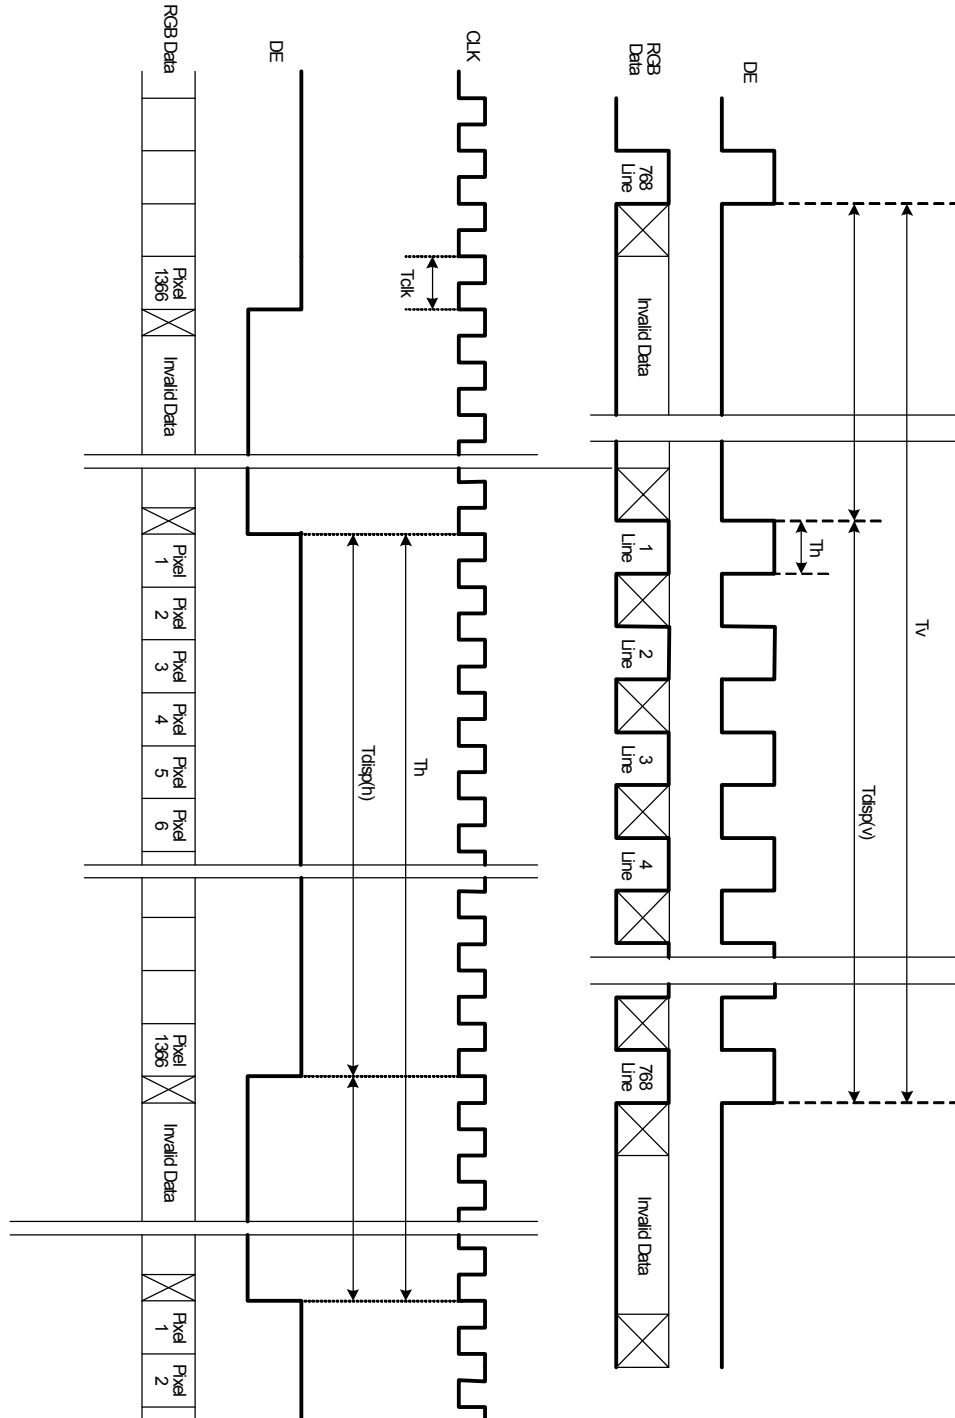 Tv
Tdisp(v)
Th
DE
RGB
Data
768
Line
Invalid Data
1
Line
2
Line
3
Line
4
Line
768
Line
Invalid Data
CLK
Tclk
Th
Tdisp(h)
DE
RGB Data
Pixel
1366
Invalid Data
Pixel
1
Pixel
2
Pixel
3
Pixel
4
Pixel
5
Pixel
6
Pixel
1366
Invalid Data
Pixel
1
Pixel
2